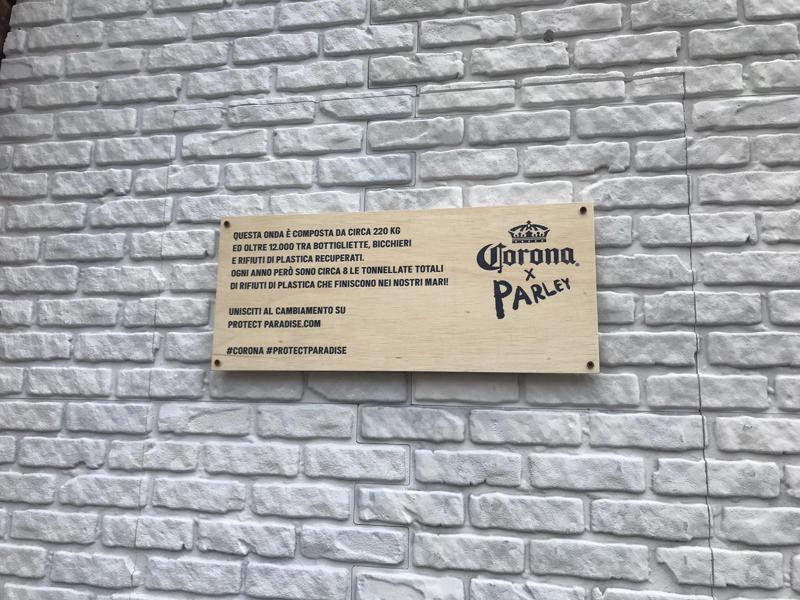 QUESTA ONDA È COMPOSTA DA CIRCA 220 KG
ED OLTRE 12.000 TRA BOTTIGLIETTE, BICCHIERI
E RIFIUTI DI PLASTICA RECUPERATI.
OGNI ANNO PERÒ SONO CIRCA 8 LE TONNELLATE TOTALI
DI RIFIUTI DI PLASTICA CHE FINISCONO NEI NOSTRI MARI!
UNISCITI AL CAMBIAMENTO SU
PROTECT PARADISE.COM
#CORONA #PROTECTPARADISE
Corona®
X
PARLEY